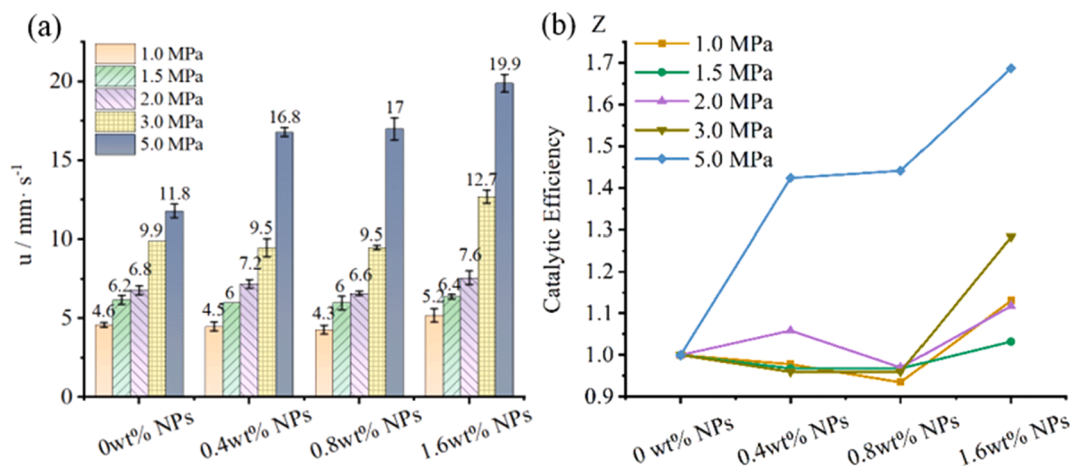 (a)
1.0 MPa
1.5 MPa
2.0 MPa
3.0 MPa
5.0 MPa
u / mm· s⁻¹
20
15
10
5
0
4.6
6.2
6.8
9.9
11.8
4.5
6
7.2
9.5
16.8
4.3
6
6.6
9.5
17
5.2
6.4
7.6
12.7
19.9
0wt% NPs
0.4wt% NPs
0.8wt% NPs
1.6wt% NPs
(b) Z
1.0 MPa
1.5 MPa
2.0 MPa
3.0 MPa
5.0 MPa
Catalytic Efficiency
1.7
1.6
1.5
1.4
1.3
1.2
1.1
1.0
0.9
0 wt% NPs
0.4wt% NPs
0.8wt% NPs
1.6wt% NPs